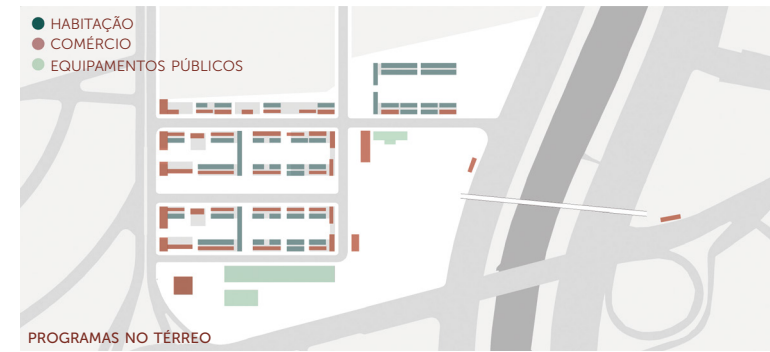 HABITAÇÃO
COMÉRCIO
EQUIPAMENTOS PÚBLICOS
PROGRAMAS NO TÉRREO